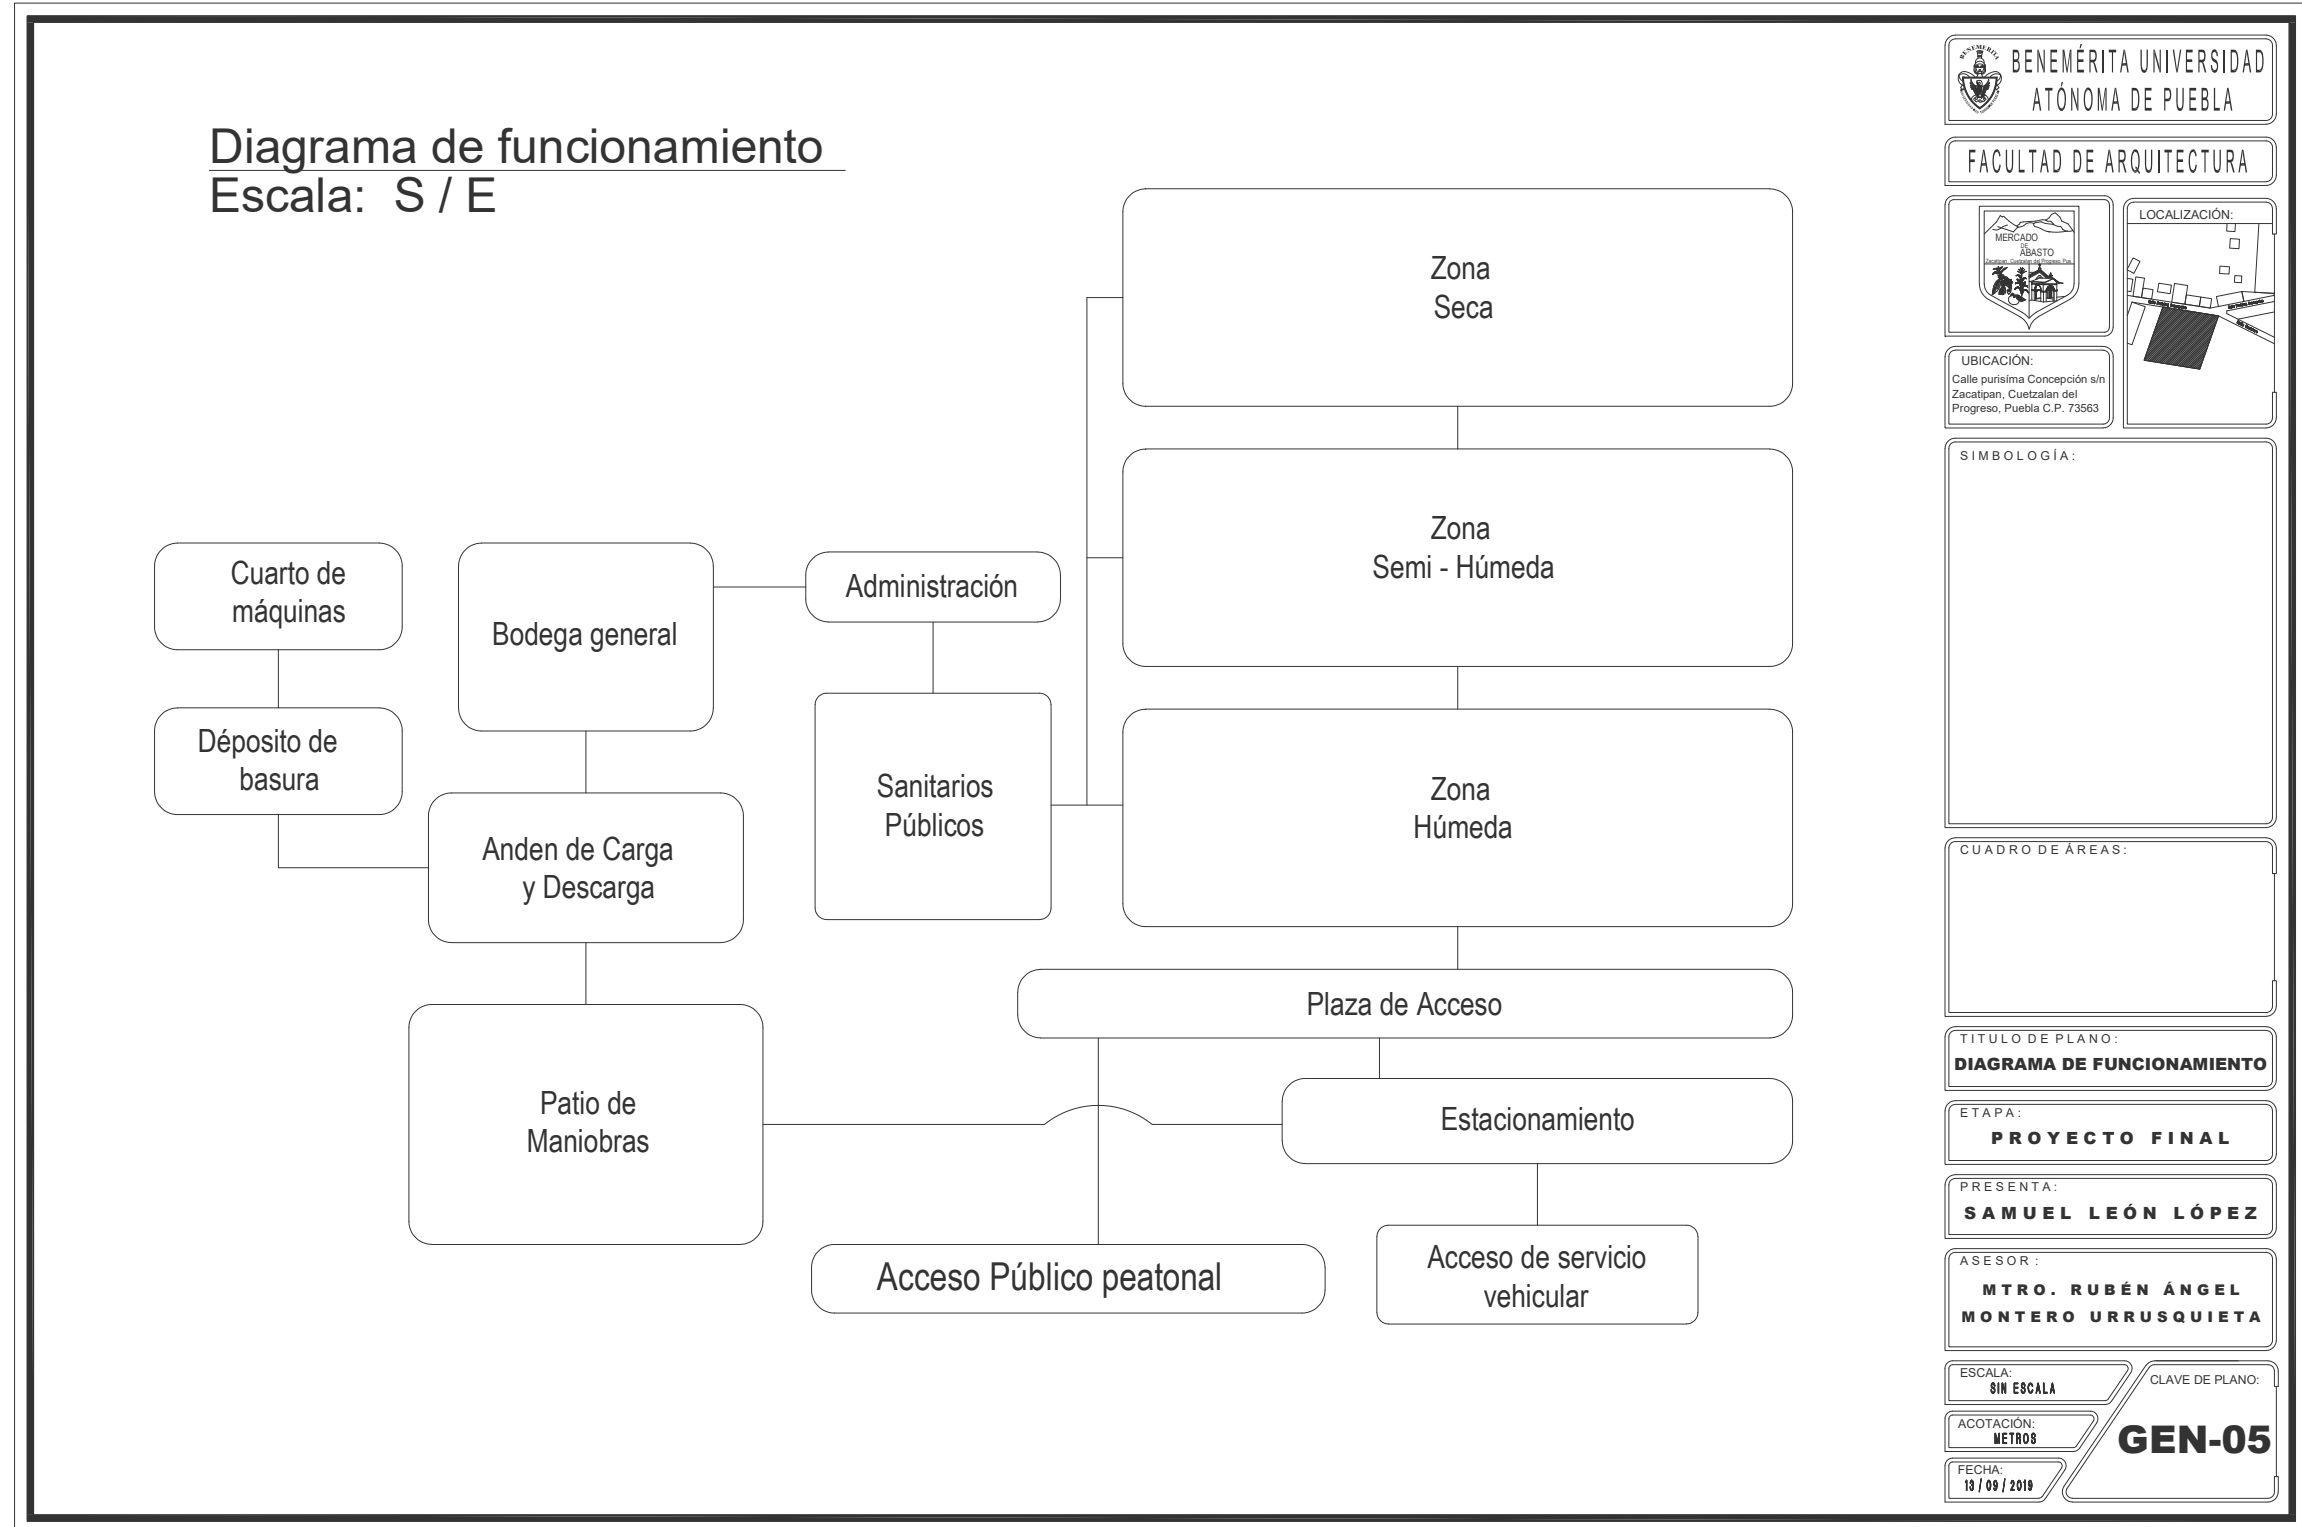 Diagrama de funcionamiento
Escala: S / E
Zona
Seca
Zona
Semi - Húmeda
Cuarto de
máquinas
Bodega general
Administración
Déposito de
basura
Sanitarios
Públicos
Zona
Húmeda
Anden de Carga
y Descarga
Plaza de Acceso
Patio de
Maniobras
Estacionamiento
Acceso Público peatonal
Acceso de servicio
vehicular
BENEMÉRITA UNIVERSIDAD
ATÓNOMA DE PUEBLA
FACULTAD DE ARQUITECTURA
MERCADO
DE
ABASTO
Zacatipan, Cuetzalan del Progreso, Pue.
LOCALIZACIÓN:
UBICACIÓN:
Calle purisíma Concepción s/n
Zacatipan, Cuetzalan del
Progreso, Puebla C.P. 73563
SIMBOLOGÍA:
CUADRO DE ÁREAS:
TITULO DE PLANO:
DIAGRAMA DE FUNCIONAMIENTO
ETAPA:
PROYECTO FINAL
PRESENTA:
SAMUEL LEÓN LÓPEZ
ASESOR:
MTRO. RUBÉN ÁNGEL
MONTERO URRUSQUIETA
ESCALA:
SIN ESCALA
ACOTACIÓN:
METROS
FECHA:
13 / 09 / 2019
CLAVE DE PLANO:
GEN-05